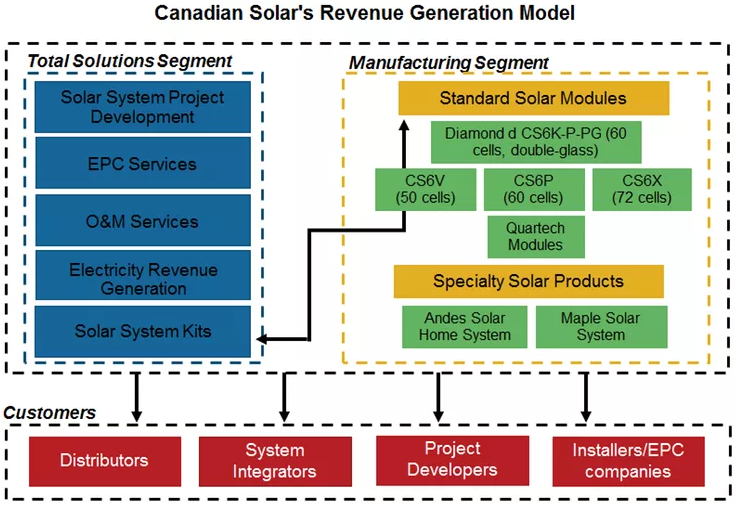 Canadian Solar's Revenue Generation Model
Total Solutions Segment
Solar System Project
Development
EPC Services
O&M Services
Electricity Revenue
Generation
Solar System Kits
Manufacturing Segment
Standard Solar Modules
Diamond d CS6K-P-PG (60
cells, double-glass)
CS6V
(50 cells)
CS6P
(60 cells)
CS6X
(72 cells)
Quartech
Modules
Specialty Solar Products
Andes Solar
Home System
Maple Solar
System
Customers
Distributors
System
Integrators
Project
Developers
Installers/EPC
companies